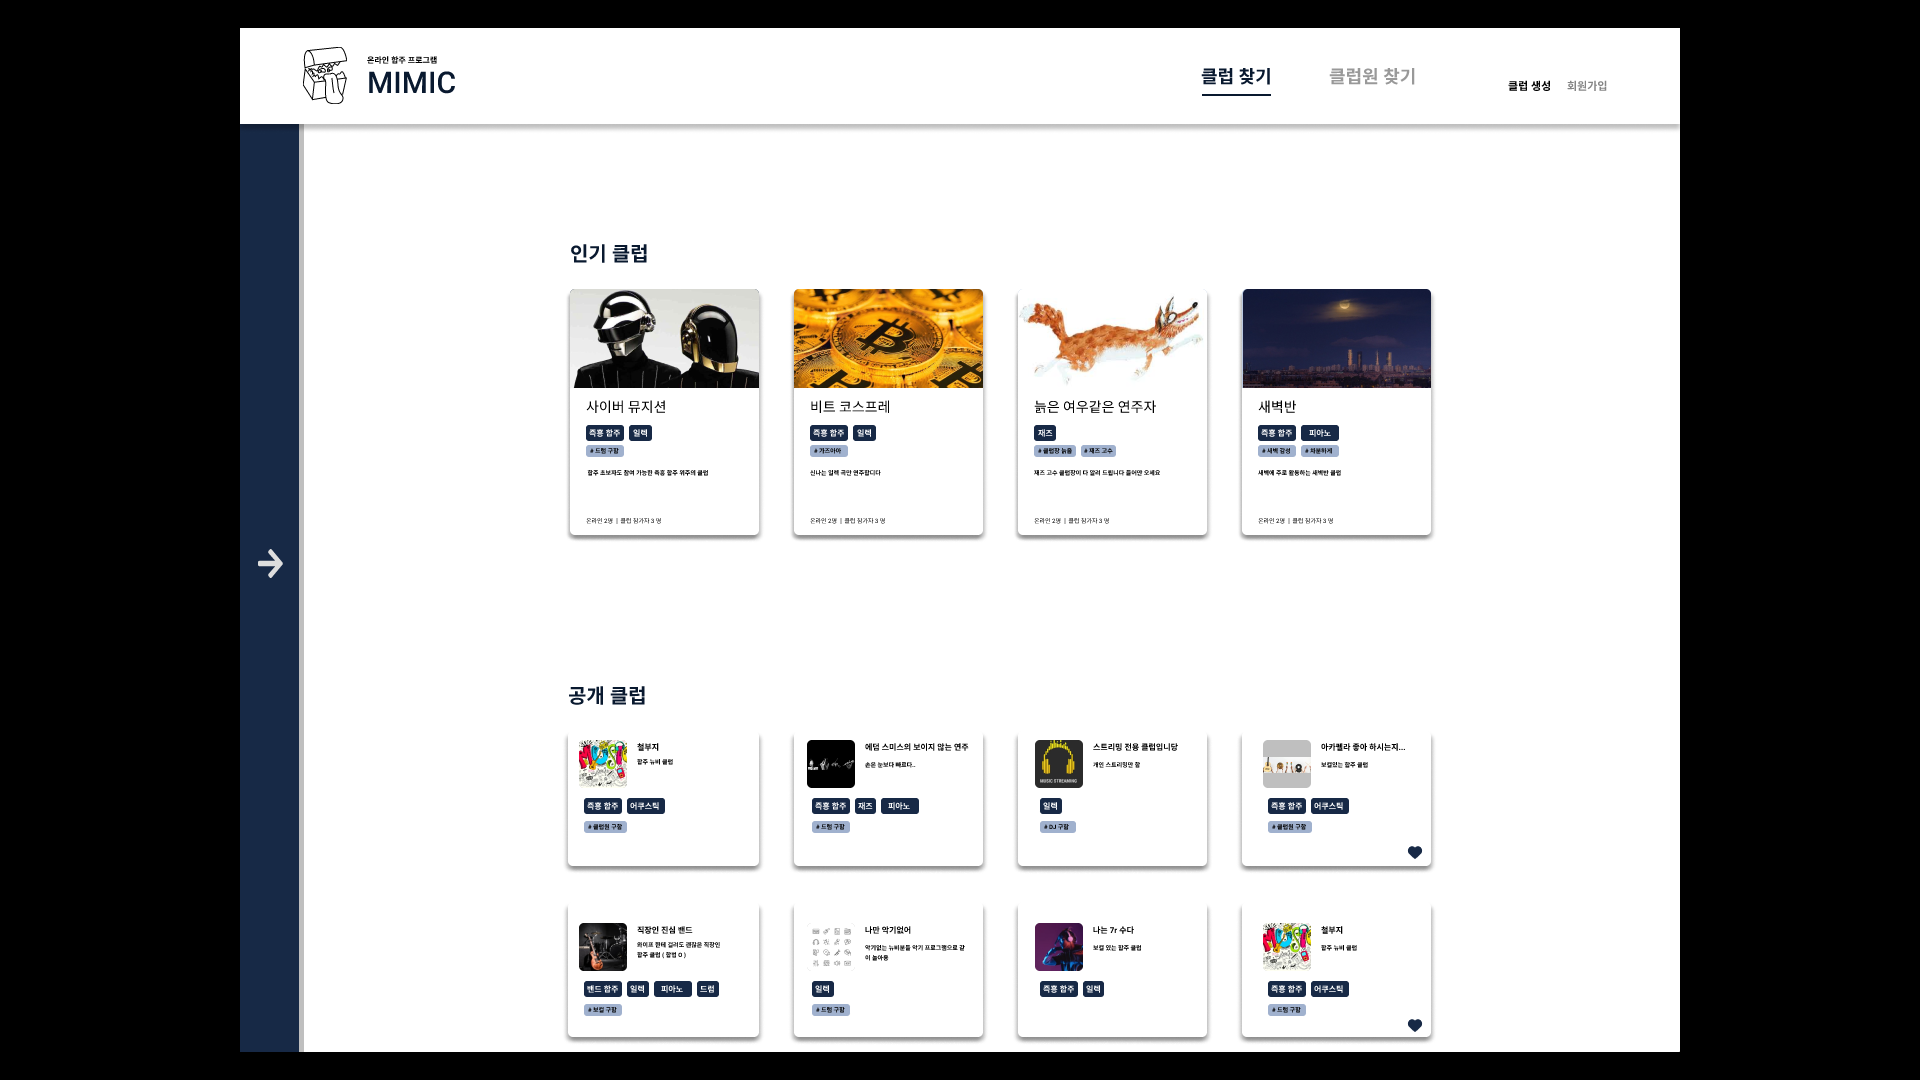 온라인 합주 프로그램
MIMIC
클럽 찾기
클럽원 찾기
클럽 생성
회원가입
인기 클럽
사이버 뮤지션
즉흥 합주 일렉
# 드럼 구함
합주 초보자도 참여 가능한 즉흥 합주 위주의 클럽
온라인 2명 | 클럽 참가자 3 명
비트 코스프레
즉흥 합주 일렉
# 가즈아아
신나는 일렉 곡만 연주합디다
온라인 2명 | 클럽 참가자 3 명
늙은 여우같은 연주자
재즈
# 클럽장 늙음 # 재즈 고수
재즈 고수 클럽장이 다 알려 드립니다 들어만 오세요
온라인 2명 | 클럽 참가자 3 명
새벽반
즉흥 합주 피아노
# 새벽 감성 # 차분하게
새벽에 주로 활동하는 새벽반 클럽
온라인 2명 | 클럽 참가자 3 명
공개 클럽
철부지
합주 뉴비 클럽
즉흥 합주 어쿠스틱
# 클럽원 구함
에덤 스미스의 보이지 않는 연주
손은 눈보다 빠르다..
즉흥 합주 재즈 피아노
# 드럼 구함
MUSIC STREAMING
스트리밍 전용 클럽입니당
개인 스트리밍만 함
일렉
# DJ 구함
아카펠라 좋아 하시는지...
보컬있는 합주 클럽
즉흥 합주 어쿠스틱
# 클럽원 구함
직장인 진심 밴드
와이프 한테 걸려도 괜찮은 직장인
합주 클럽 ( 합법 O )
밴드 합주 일렉 피아노 드럼
# 보컬 구함
나만 악기없어
악기없는 뉴비분들 악기 프로그램으로 같
이 놀아용
일렉
# 드럼 구함
나는 7r 수다
보컬 있는 합주 클럽
즉흥 합주 일렉
철부지
합주 뉴비 클럽
즉흥 합주 어쿠스틱
# 드럼 구함